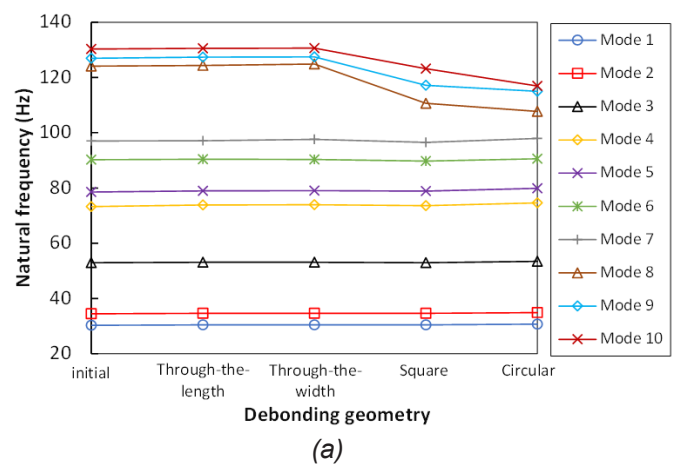 140
120
100
80
60
40
20
Natural frequency (Hz)
initial
Through-the-
length
Through-the-
width
Square
Circular
Debonding geometry
Mode 1
Mode 2
Mode 3
Mode 4
Mode 5
Mode 6
Mode 7
Mode 8
Mode 9
Mode 10
(a)